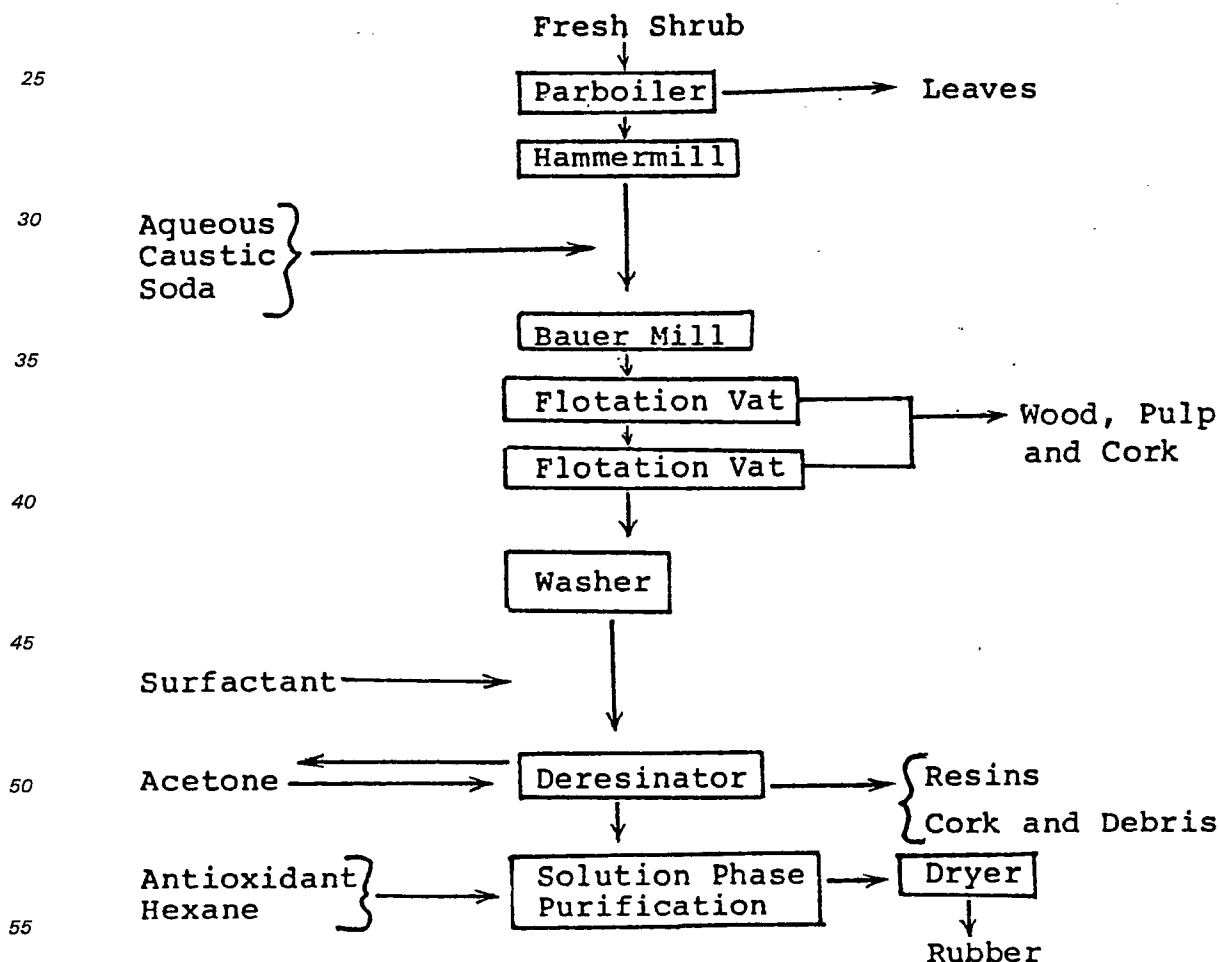 Fresh Shrub
25
Parboiler
Leaves
Hammermill
30
Aqueous
Caustic
Soda
Bauer Mill
35
Flotation Vat
Wood, Pulp
and Cork
Flotation Vat
40
Washer
45
Surfactant
Acetone
50
Deresinator
Resins
Cork and Debris
Antioxidant
Hexane
Solution Phase
Purification
Dryer
55
Rubber